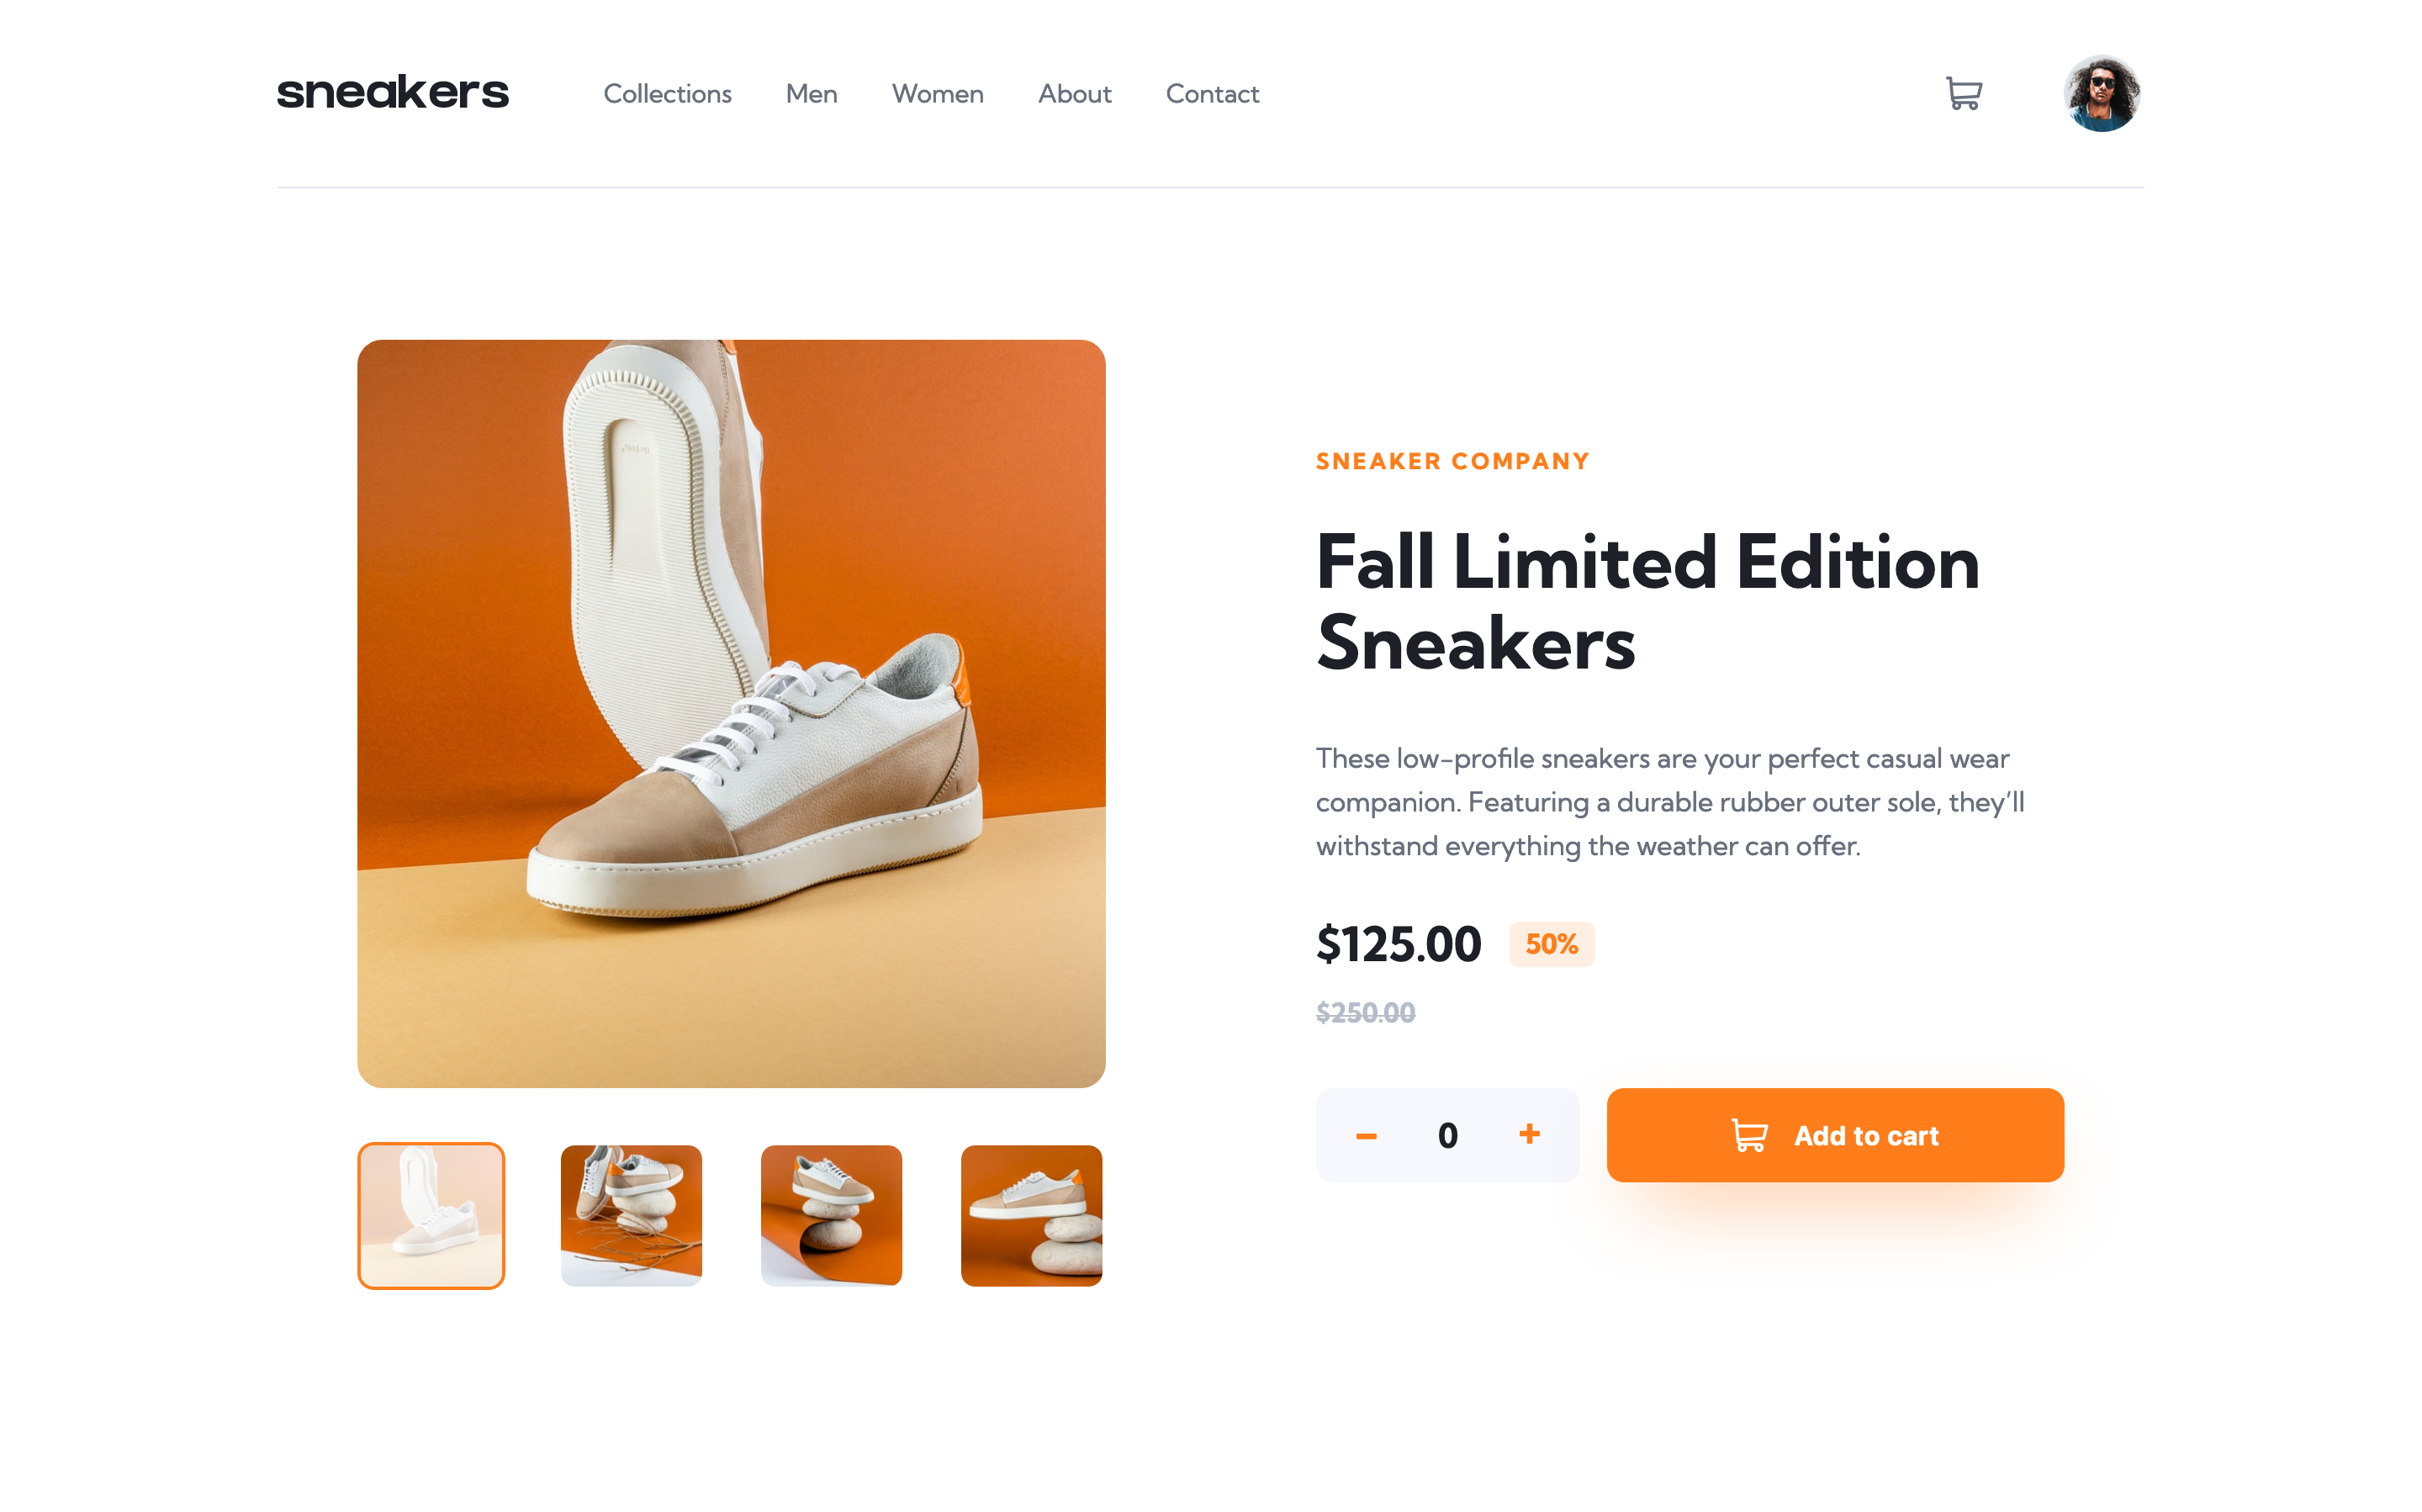 sneakers
Collections Men Women About Contact
SNEAKER COMPANY
Fall Limited Edition
Sneakers
These low-profile sneakers are your perfect casual wear
companion. Featuring a durable rubber outer sole, they’ll
withstand everything the weather can offer.
$125.00 50%
$250.00
− 0 +
Add to cart